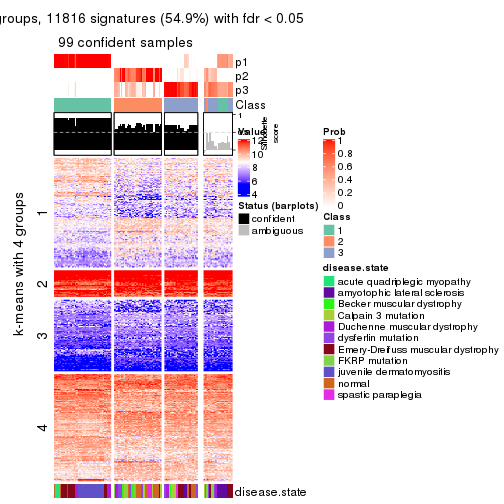 groups, 11816 signatures (54.9%) with fdr < 0.05
99 confident samples
p1
p2
p3
Class
1
Silhouette
score
Value
12
10
8
6
4
Prob
1
0.8
0.6
0.4
0.2
0
Status (barplots)
confident
ambiguous
Class
1
2
3
disease.state
acute quadriplegic myopathy
amyotophic lateral sclerosis
Becker muscular dystrophy
Calpain 3 mutation
Duchenne muscular dystrophy
dysferlin mutation
Emery-Dreifuss muscular dystrophy
FKRP mutation
juvenile dermatomyositis
normal
spastic paraplegia
k-means with 4 groups
1
2
3
4
disease.state